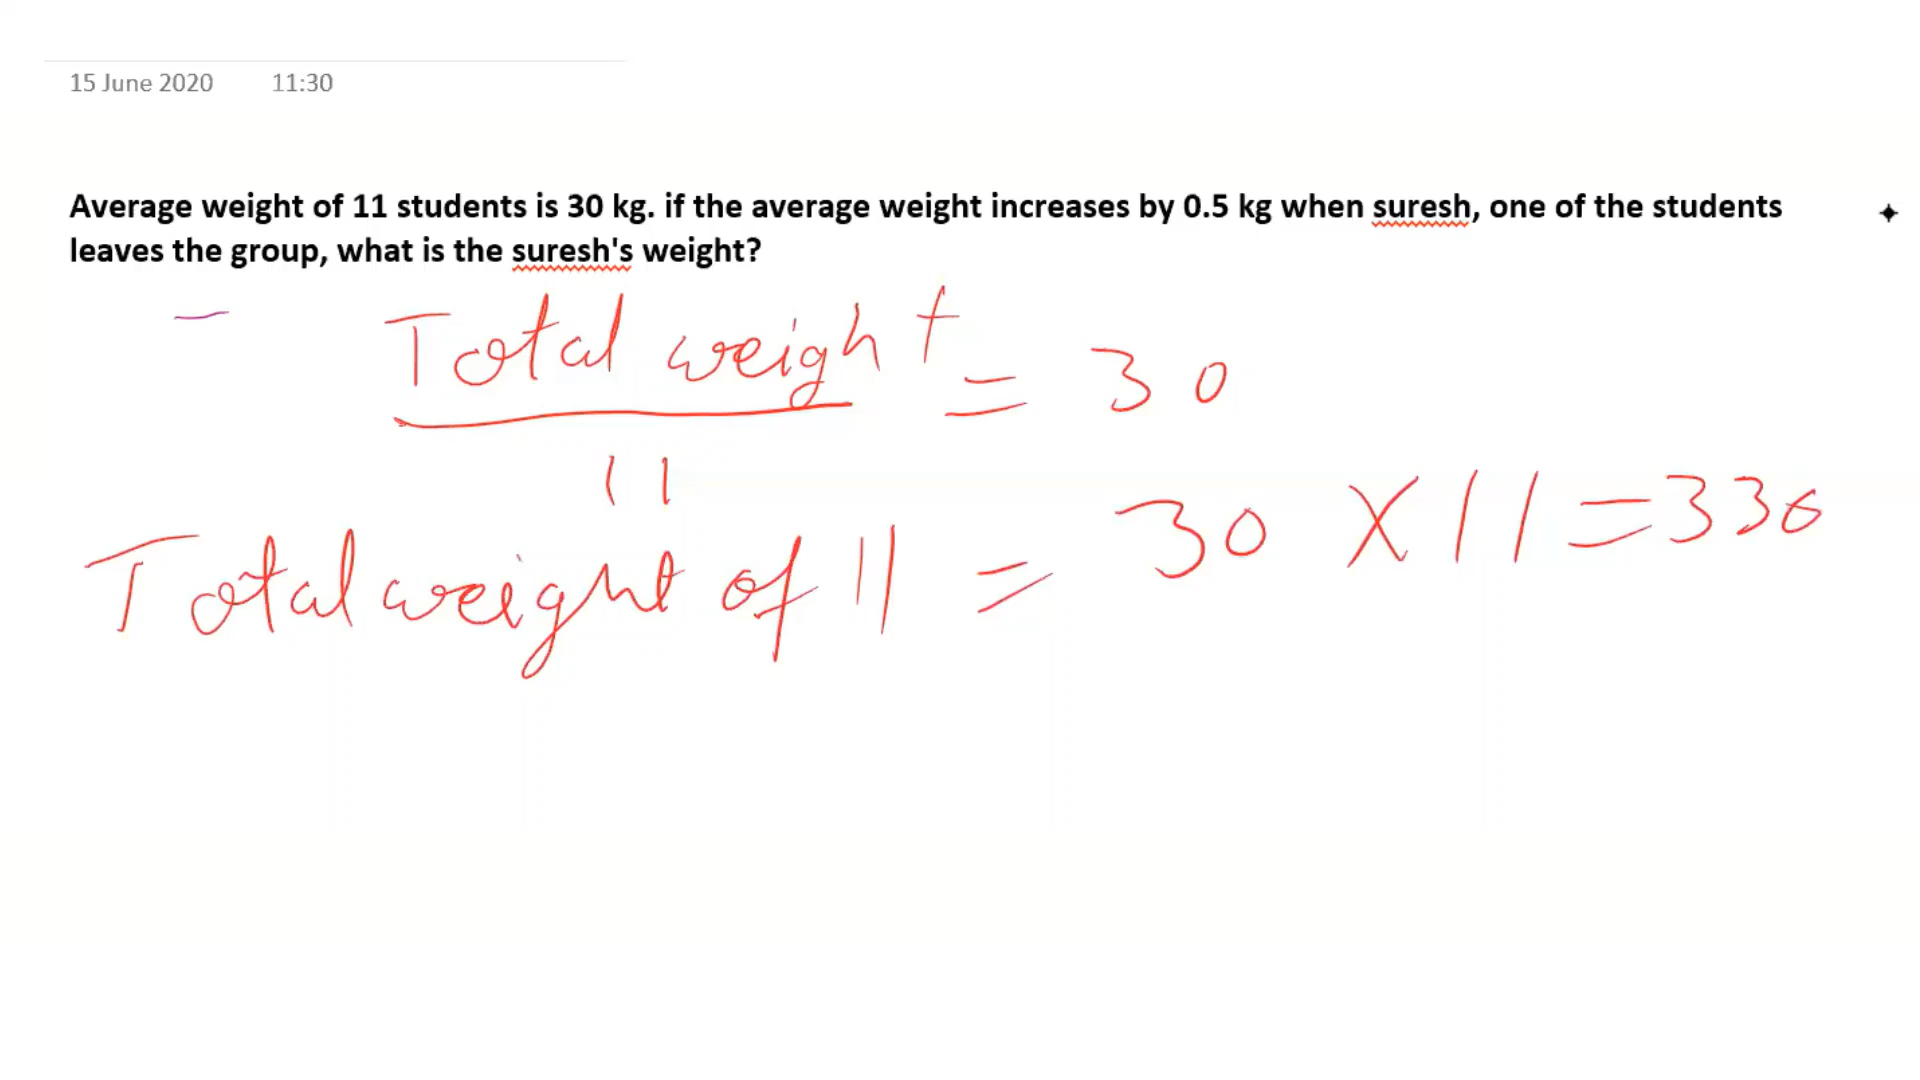 15 June 2020 11:30
Average weight of 11 students is 30 kg. if the average weight increases by 0.5 kg when suresh, one of the students
leaves the group, what is the suresh's weight?
Total weight = 30
11
Total weight of 11 = 30 X 11 = 330